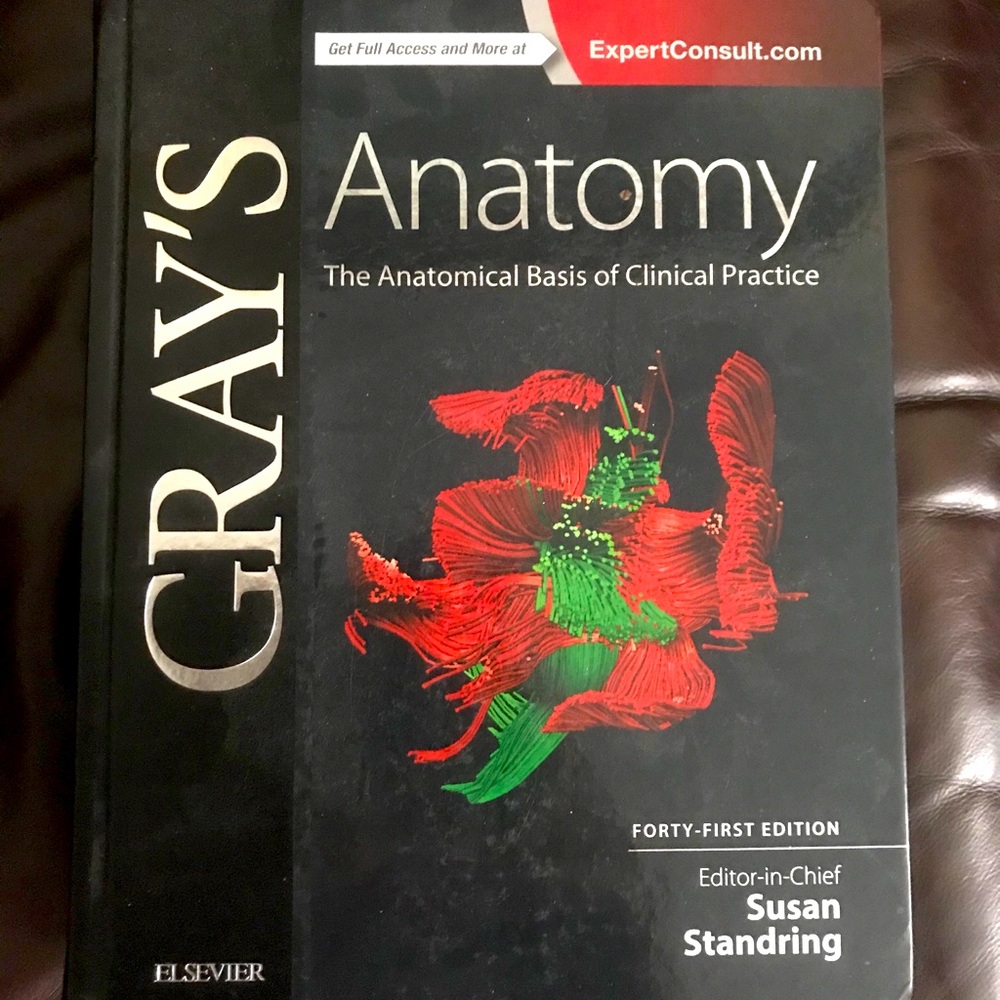 Get Full Access and More at
ExpertConsult.com
GRAY'S
Anatomy
The Anatomical Basis of Clinical Practice
FORTY-FIRST EDITION
Editor-in-Chief
Susan
Standring
ELSEVIER